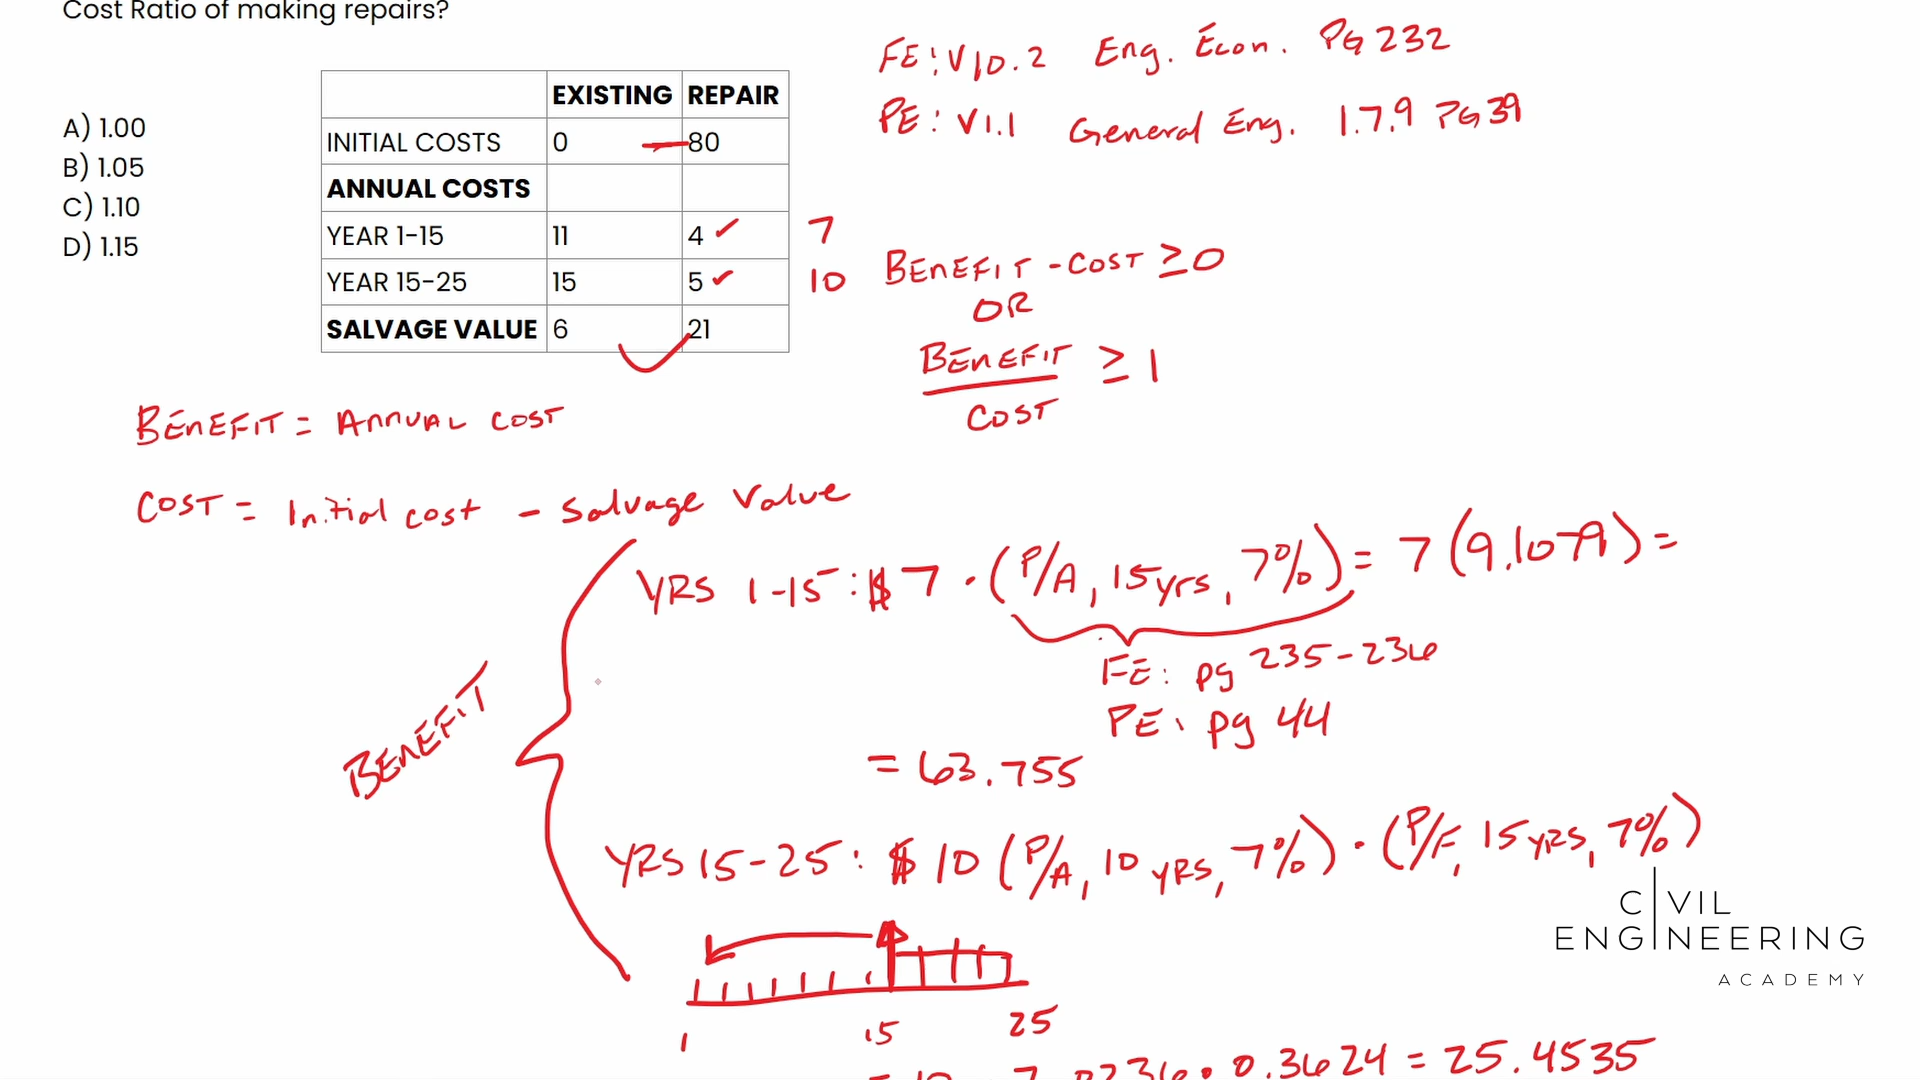 Cost Ratio of making repairs?
A) 1.00
B) 1.05
C) 1.10
D) 1.15
EXISTING REPAIR
INITIAL COSTS 0 80
ANNUAL COSTS
YEAR 1-15 11 4 7
YEAR 15-25 15 5 10
SALVAGE VALUE 6 21
FE: V10.2 Eng. Econ. PG 232
PE: V1.1 General Eng. 1.7.9 PG 39
BENEFIT - COST ≥ 0
OR
BENEFIT ≥ 1
COST
BENEFIT = ANNUAL COST
COST = Initial cost - Salvage Value
BENEFIT
YRS 1-15: $7 · (P/A, 15yrs, 7%) = 7 (9.1079) =
FE: pg 235-236
PE: pg 44
= 63.755
YRS 15-25: $10 (P/A, 10 YRS, 7%) · (P/F, 15 YRS, 7%)
1 15 25
0.3624 = 25.4535
CIVIL
ENGINEERING
ACADEMY